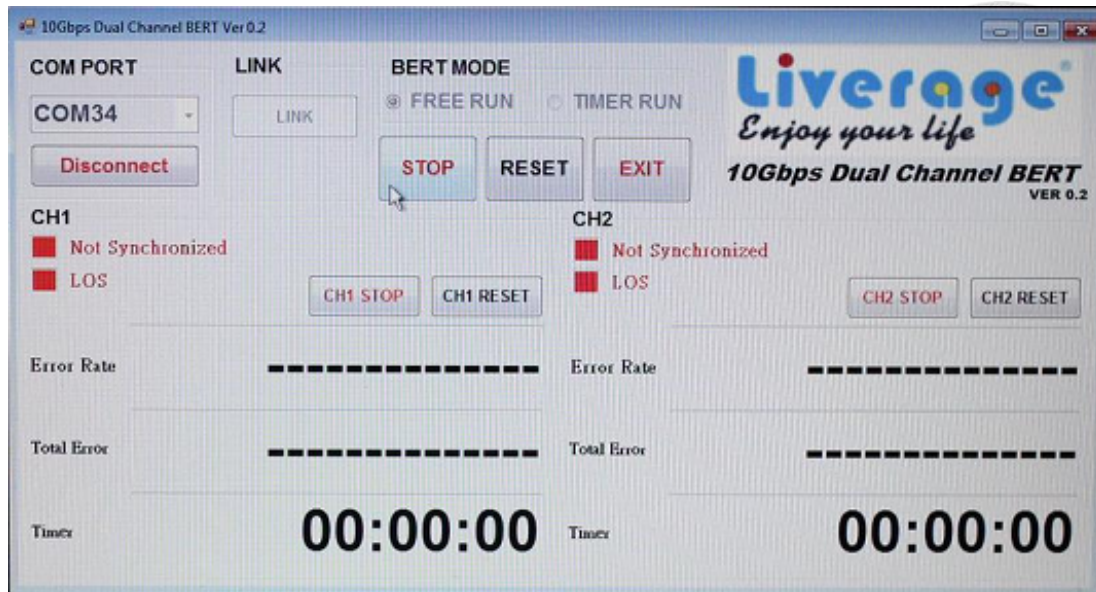 10Gbps Dual Channel BERT Ver 0.2
COM PORT
LINK
BERT MODE
COM34
LINK
FREE RUN
TIMER RUN
Disconnect
STOP
RESET
EXIT
Liverage®
Enjoy your life
10Gbps Dual Channel BERT
VER 0.2
CH1
Not Synchronized
LOS
CH1 STOP
CH1 RESET
Error Rate
--------------
Total Error
--------------
Timer
00:00:00
CH2
Not Synchronized
LOS
CH2 STOP
CH2 RESET
Error Rate
--------------
Total Error
--------------
Timer
00:00:00